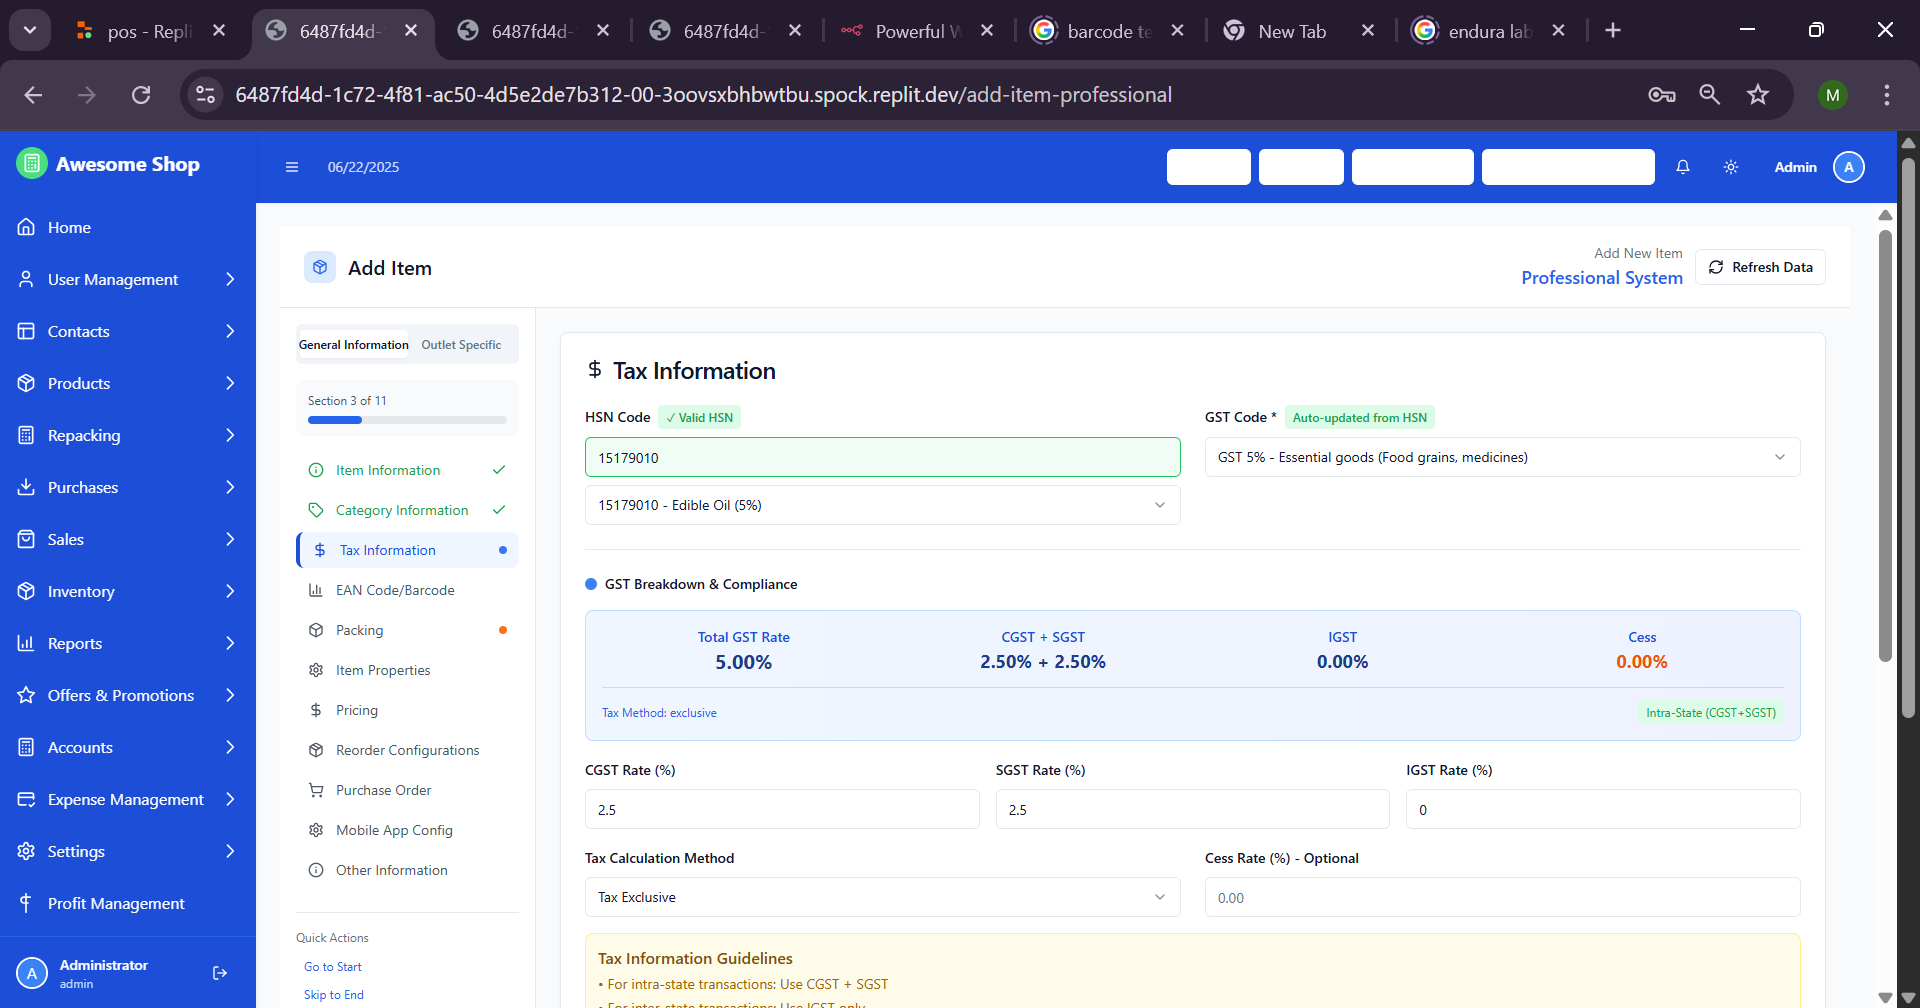 pos - Repli
6487fd4d-
6487fd4d-
6487fd4d-
Powerful W
barcode te
New Tab
endura lab
6487fd4d-1c72-4f81-ac50-4d5e2de7b312-00-3oovsxbhbwtbu.spock.replit.dev/add-item-professional
M
Awesome Shop
06/22/2025
Admin
A
Home
User Management
Contacts
Products
Repacking
Purchases
Sales
Inventory
Reports
Offers & Promotions
Accounts
Expense Management
Settings
Profit Management
A
Administrator
admin
Add Item
Add New Item
Professional System
Refresh Data
General Information
Outlet Specific
Section 3 of 11
Item Information
Category Information
Tax Information
EAN Code/Barcode
Packing
Item Properties
Pricing
Reorder Configurations
Purchase Order
Mobile App Config
Other Information
Quick Actions
Go to Start
Skip to End
$ Tax Information
HSN Code ✓ Valid HSN
15179010
15179010 - Edible Oil (5%)
GST Code * Auto-updated from HSN
GST 5% - Essential goods (Food grains, medicines)
GST Breakdown & Compliance
Total GST Rate
5.00%
CGST + SGST
2.50% + 2.50%
IGST
0.00%
Cess
0.00%
Tax Method: exclusive
Intra-State (CGST+SGST)
CGST Rate (%)
2.5
SGST Rate (%)
2.5
IGST Rate (%)
0
Tax Calculation Method
Tax Exclusive
Cess Rate (%) - Optional
0.00
Tax Information Guidelines
• For intra-state transactions: Use CGST + SGST
• For inter-state transactions: Use IGST only